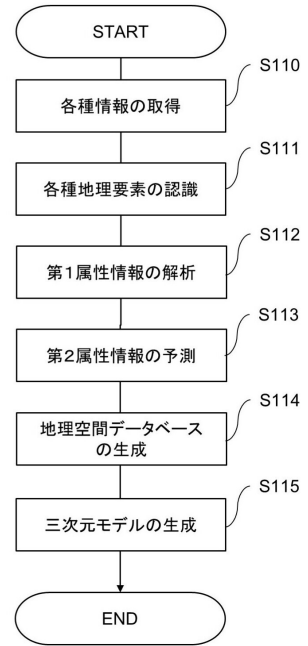 START
S110
各種情報の取得
S111
各種地理要素の認識
S112
第1属性情報の解析
S113
第2属性情報の予測
S114
地理空間データベース
の生成
S115
三次元モデルの生成
END